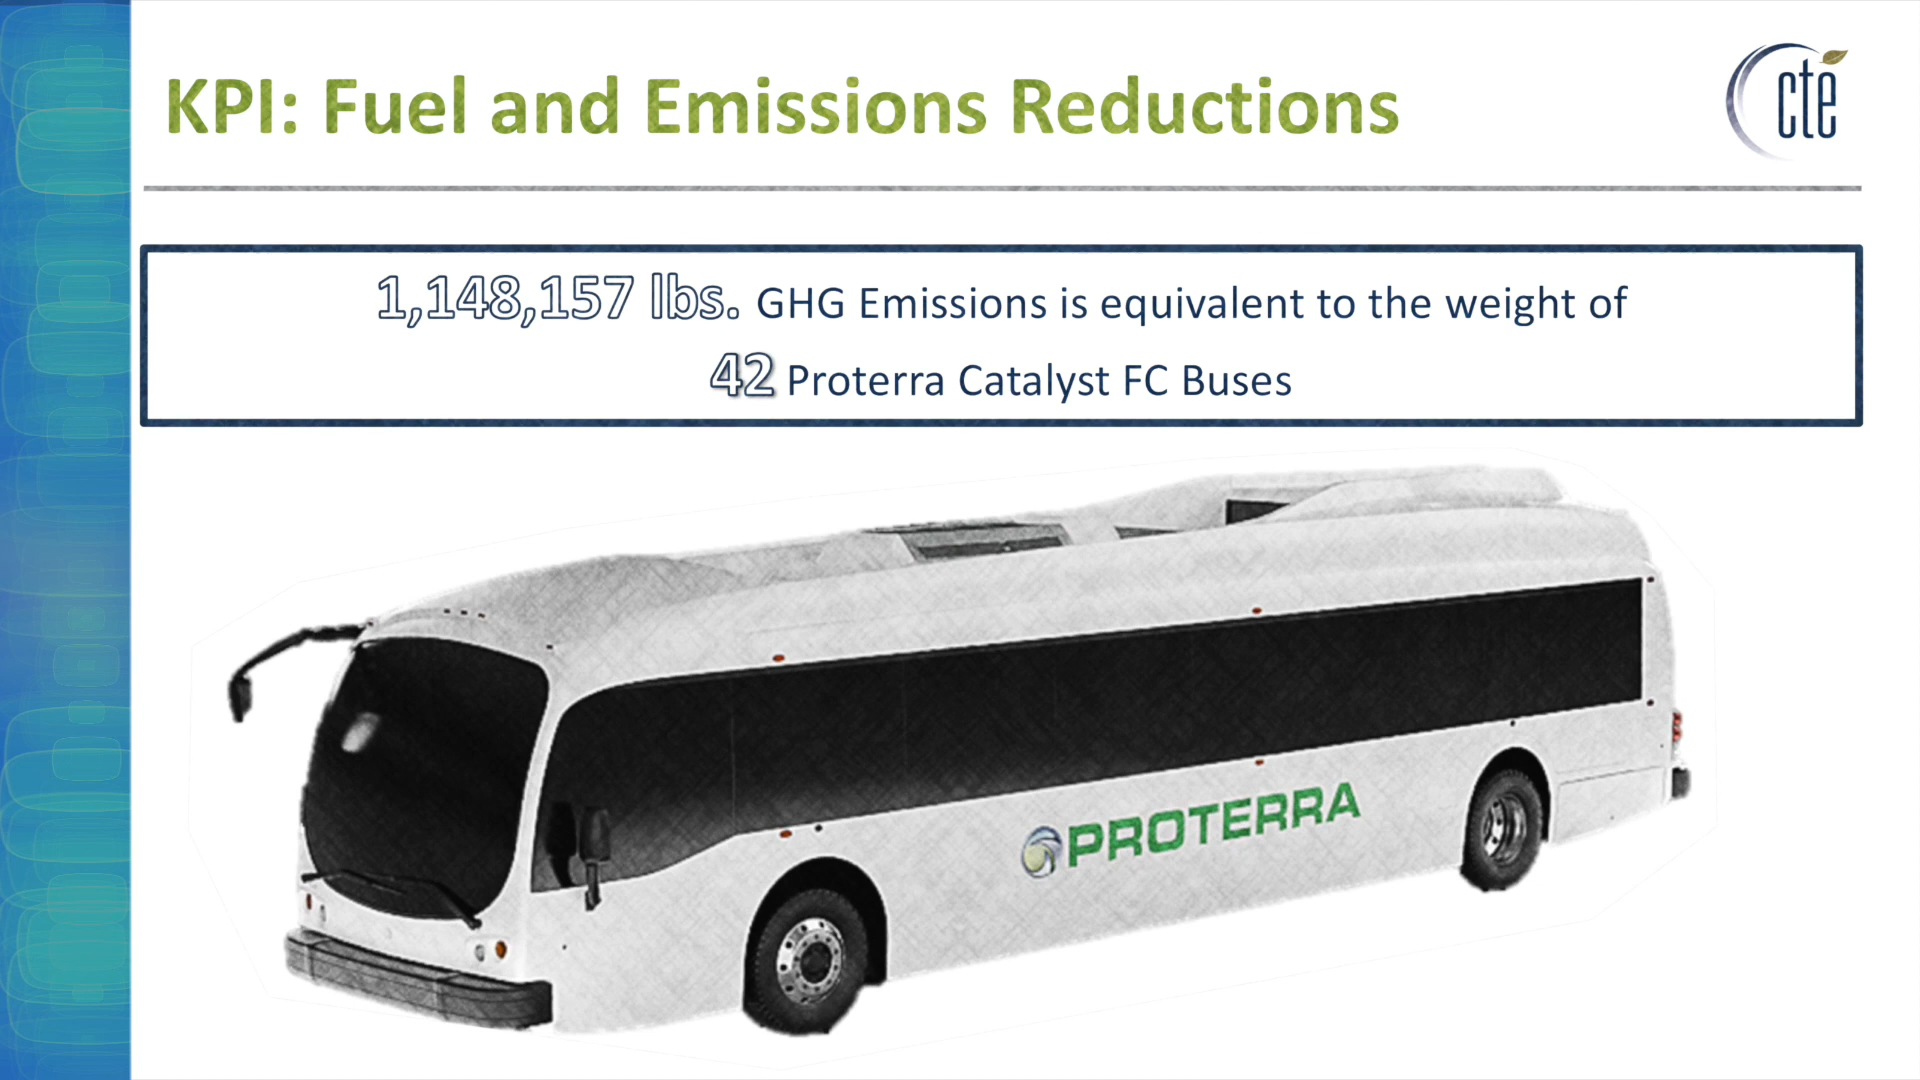 KPI: Fuel and Emissions Reductions
cte
1,148,157 lbs. GHG Emissions is equivalent to the weight of
42 Proterra Catalyst FC Buses
PROTERRA